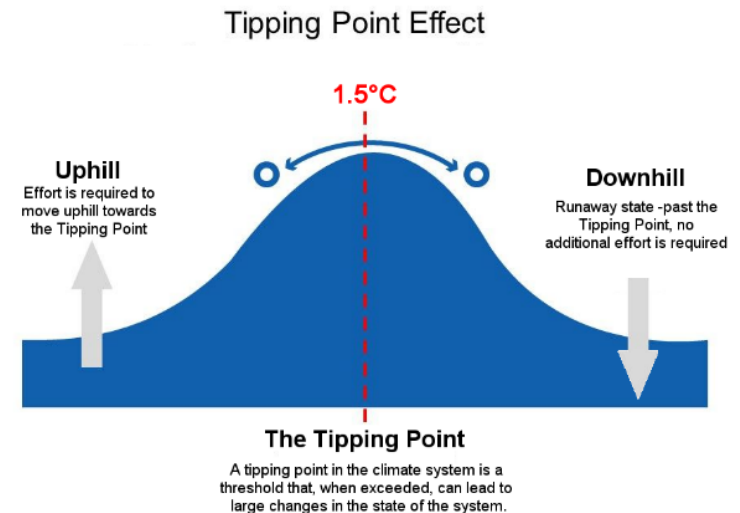 Tipping Point Effect
1.5°C
Uphill
Effort is required to
move uphill towards
the Tipping Point
Downhill
Runaway state -past the
Tipping Point, no
additional effort is required
The Tipping Point
A tipping point in the climate system is a
threshold that, when exceeded, can lead to
large changes in the state of the system.